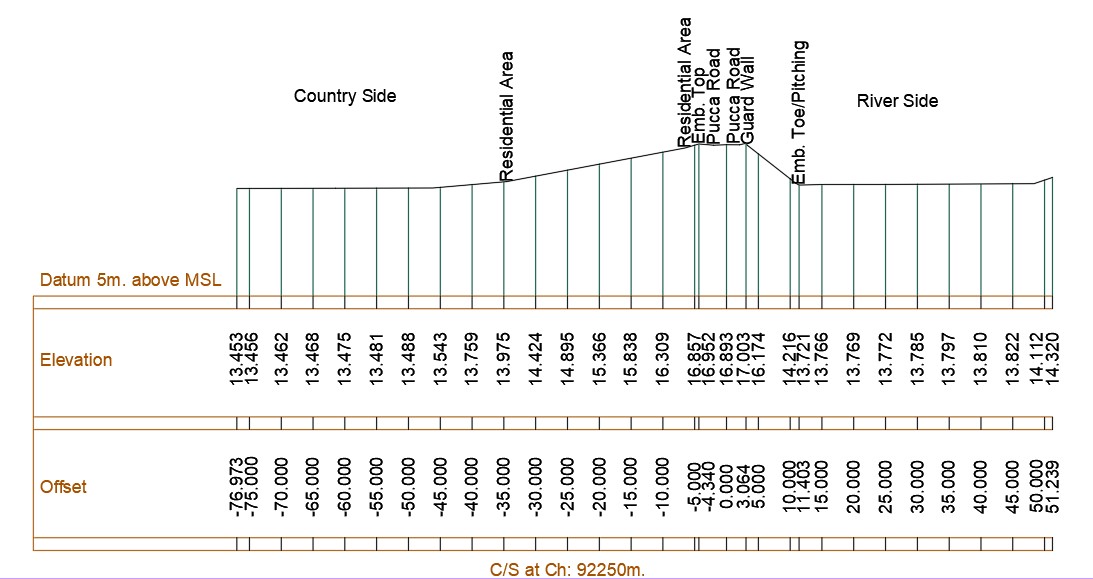 Country Side
Residential Area
Residential Area
Emb. Top
Pucca Road
Pucca Road
Guard Wall
Emb. Toe/Pitching
River Side
Datum 5m. above MSL
Elevation
13.453 13.456 13.462 13.468 13.475 13.481 13.488 13.543 13.759 13.975 14.424 14.895 15.366 15.838 16.309 16.857 16.952 16.893 17.003 16.174 14.216 13.721 13.766 13.769 13.772 13.785 13.797 13.810 13.822 14.112 14.320
Offset
-76.973 -75.000 -70.000 -65.000 -60.000 -55.000 -50.000 -45.000 -40.000 -35.000 -30.000 -25.000 -20.000 -15.000 -10.000 -5.000 -4.340 0.000 3.064 5.000 10.000 11.403 15.000 20.000 25.000 30.000 35.000 40.000 45.000 50.000 51.239
C/S at Ch: 92250m.